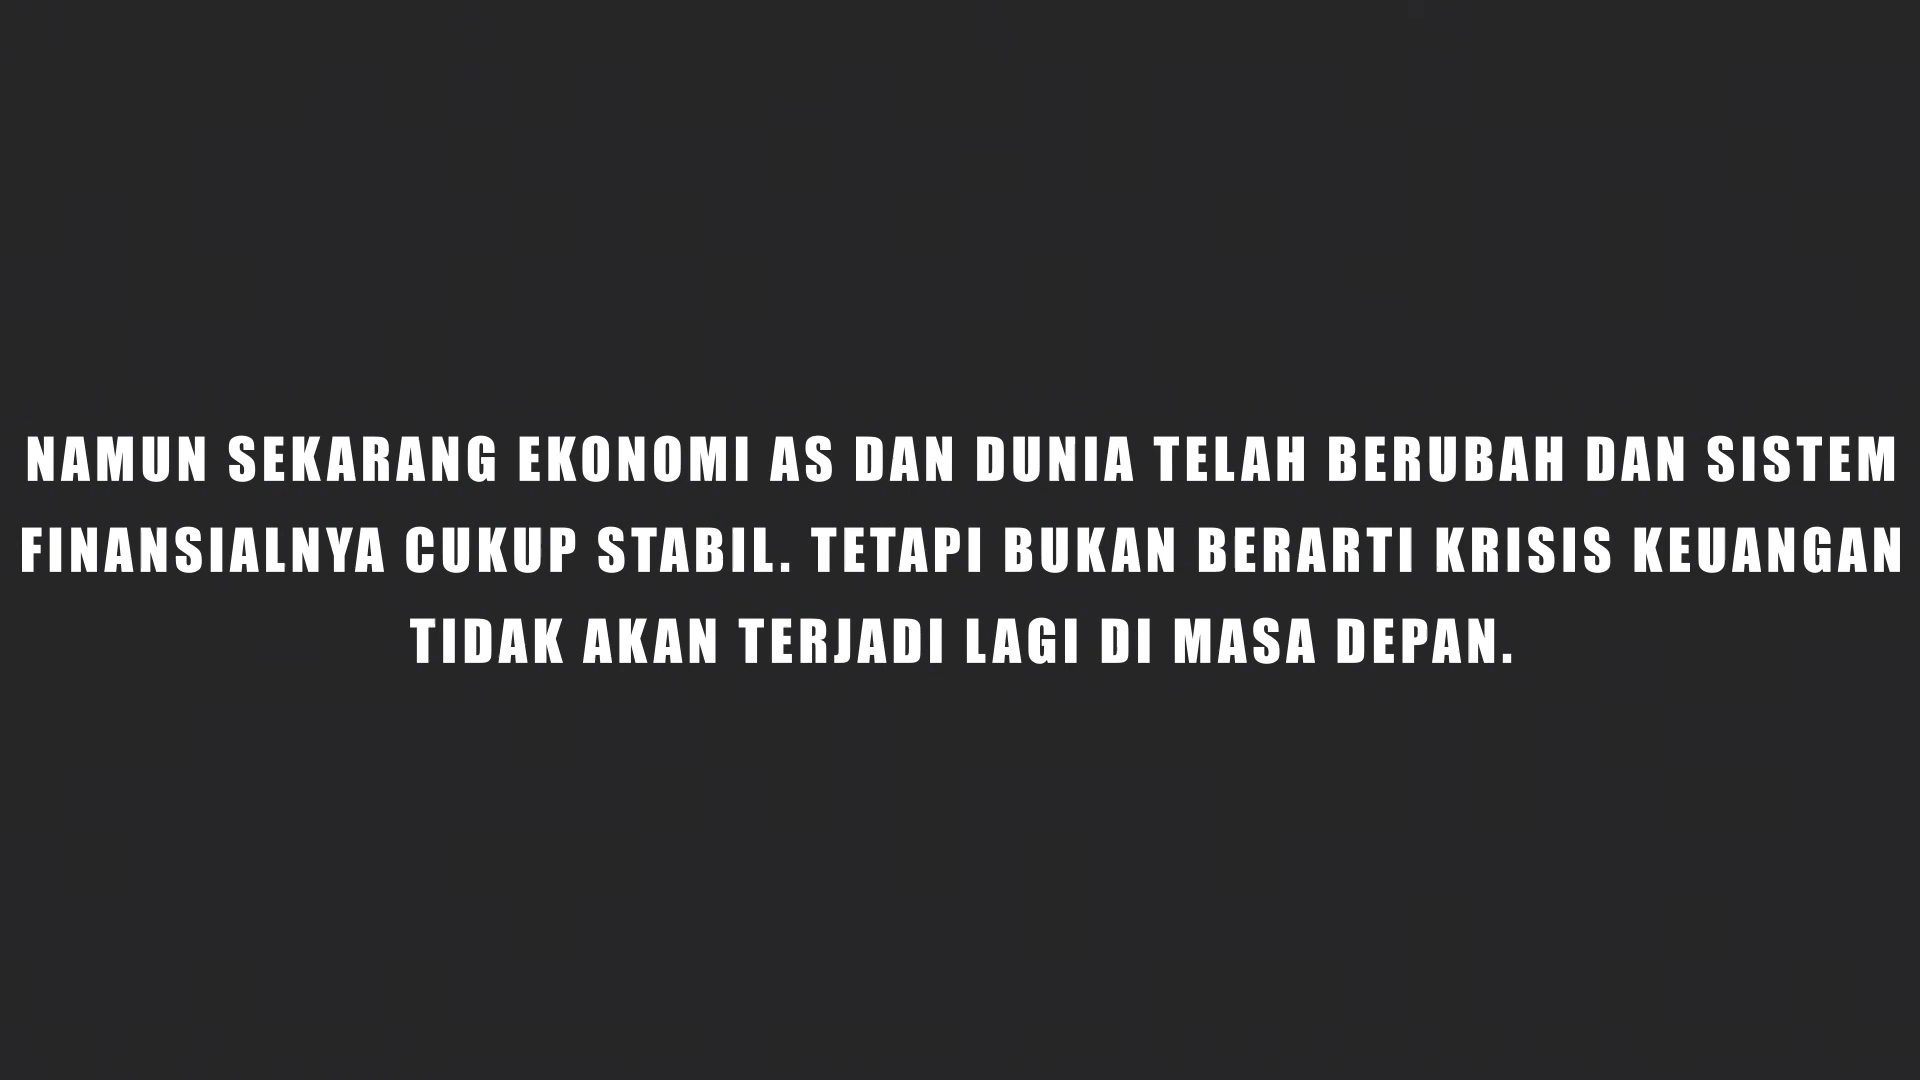 NAMUN SEKARANG EKONOMI AS DAN DUNIA TELAH BERUBAH DAN SISTEM
FINANSIALNYA CUKUP STABIL. TETAPI BUKAN BERARTI KRISIS KEUANGAN
TIDAK AKAN TERJADI LAGI DI MASA DEPAN.